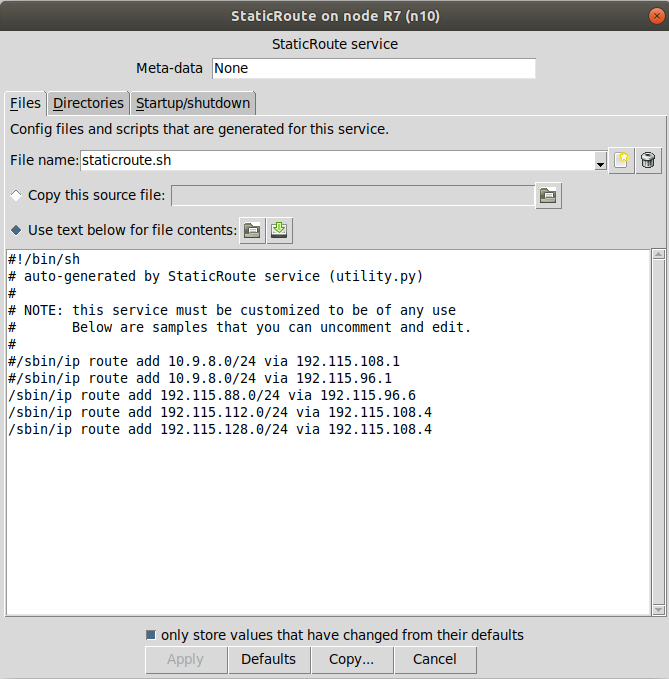 StaticRoute on node R7 (n10)
StaticRoute service
Meta-data None
Files Directories Startup/shutdown
Config files and scripts that are generated for this service.
File name: staticroute.sh
Copy this source file:
Use text below for file contents:
#!/bin/sh
# auto-generated by StaticRoute service (utility.py)
#
# NOTE: this service must be customized to be of any use
#       Below are samples that you can uncomment and edit.
#
#/sbin/ip route add 10.9.8.0/24 via 192.115.108.1
#/sbin/ip route add 10.9.8.0/24 via 192.115.96.1
/sbin/ip route add 192.115.88.0/24 via 192.115.96.6
/sbin/ip route add 192.115.112.0/24 via 192.115.108.4
/sbin/ip route add 192.115.128.0/24 via 192.115.108.4
only store values that have changed from their defaults
Apply Defaults Copy... Cancel